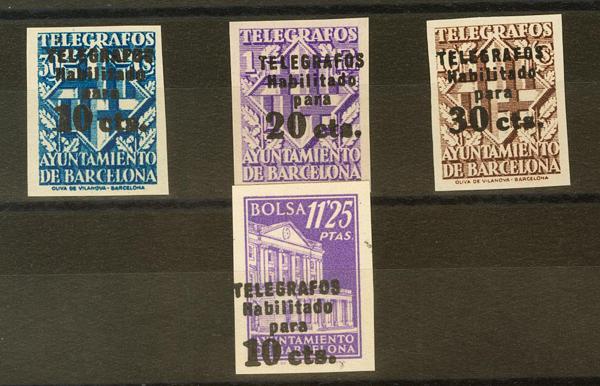 TELEGRAFOS
TELEGRAFOS
Habilitado
para
10 cts.
AYUNTAMIENTO
DE BARCELONA
OLIVA DE VILANOVA - BARCELONA
TELEGRAFOS
TELEGRAFOS
Habilitado
para
20 cts.
AYUNTAMIENTO
DE BARCELONA
TELEGRAFOS
TELEGRAFOS
Habilitado
para
30 cts.
AYUNTAMIENTO
DE BARCELONA
OLIVA DE VILANOVA - BARCELONA
BOLSA 11'25
PTAS.
TELEGRAFOS
Habilitado
para
10 cts.
AYUNTAMIENTO
BARCELONA